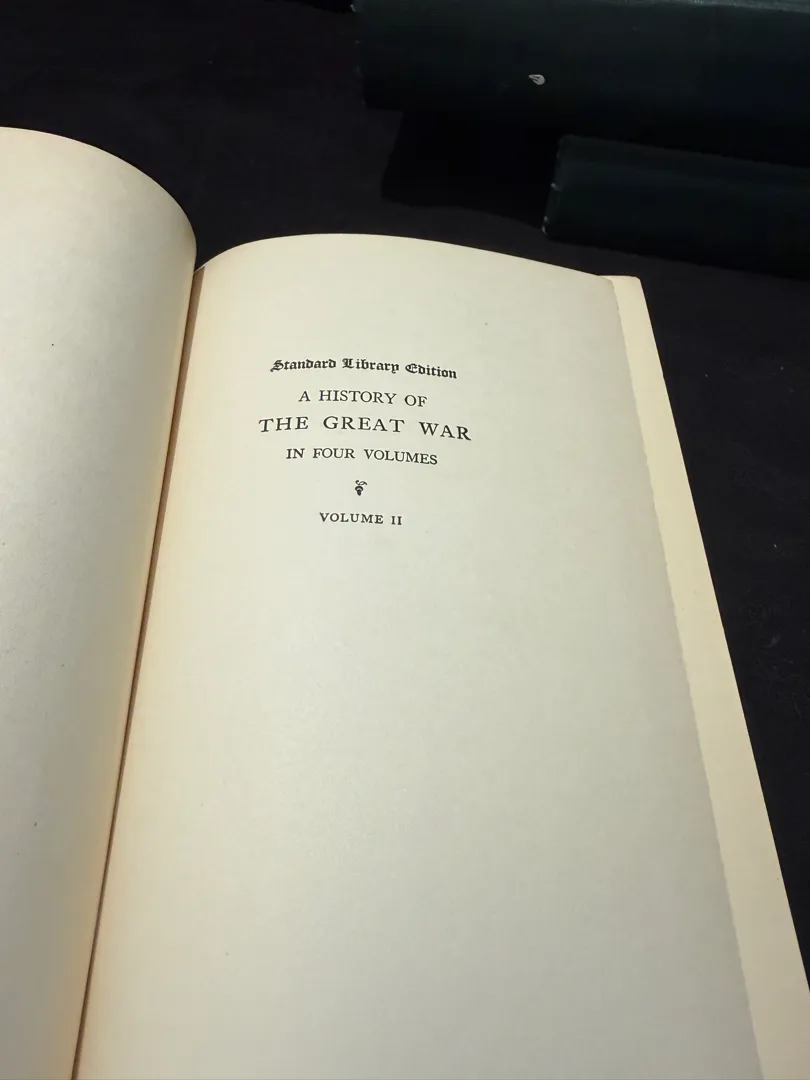 Standard Library Edition
A HISTORY OF
THE GREAT WAR
IN FOUR VOLUMES
VOLUME II